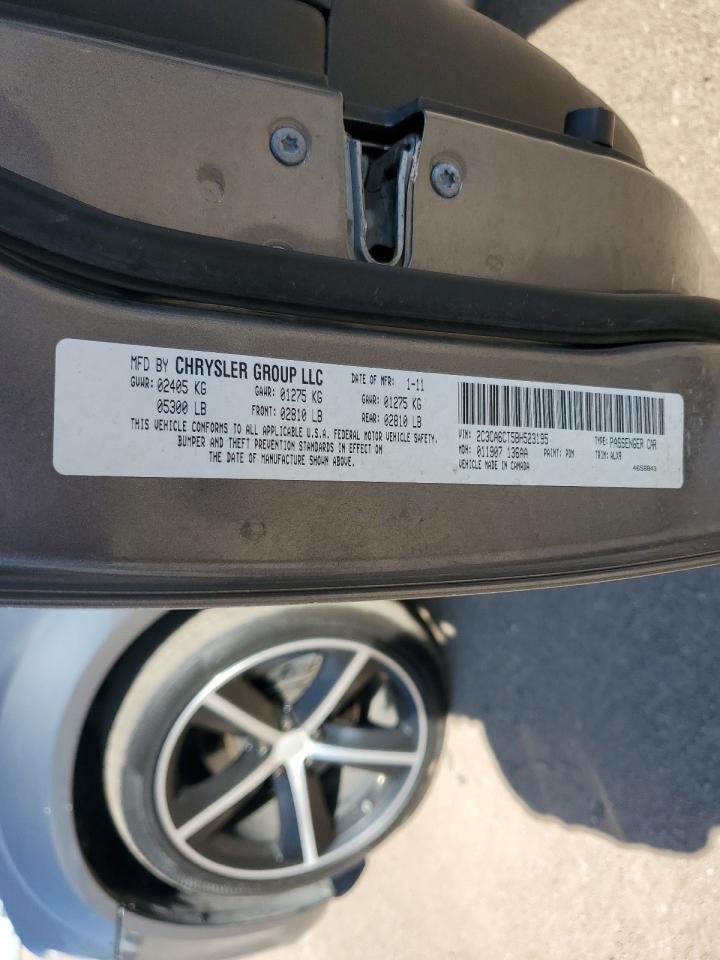 MFD BY CHRYSLER GROUP LLC
DATE OF MFR: 1-11
GVWR: 02405 KG
GAWR: 01275 KG
GAWR: 01275 KG
05300 LB
FRONT: 02810 LB
REAR: 02810 LB
THIS VEHICLE CONFORMS TO ALL APPLICABLE U.S.A. FEDERAL MOTOR VEHICLE SAFETY,
BUMPER AND THEFT PREVENTION STANDARDS IN EFFECT ON
THE DATE OF MANUFACTURE SHOWN ABOVE.
VIN: 2C3CA6CT5BH523195
TYPE: PASSENGER CAR
MDH: 011907 136AA
PAINT: PDM
TRIM: ALX9
VEHICLE MADE IN CANADA
4658843